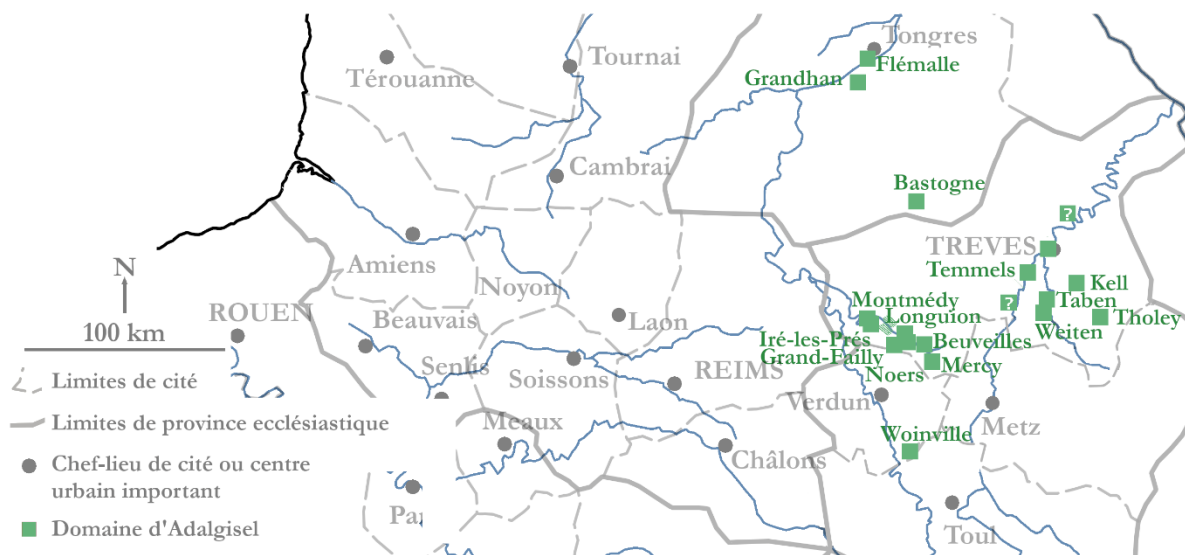 Tongres
Tournai
Flémalle
Térouanne
Grandhan
Cambrai
Bastogne
?
TREVES
Amiens
Temmels
N
Noyon
Kell
Montmédy
?
Taben
ROUEN
Beauvais
Laon
Longuion
Weiten
Tholey
100 km
Iré-les-Prés
Beuveilles
Senlis
Soissons
REIMS
Grand-Failly
Mercy
Limites de cité
Noers
Verdun
Metz
Limites de province ecclésiastique
Meaux
Woinville
Châlons
Chef-lieu de cité ou centre
urbain important
Pa
Domaine d'Adalgisel
Toul